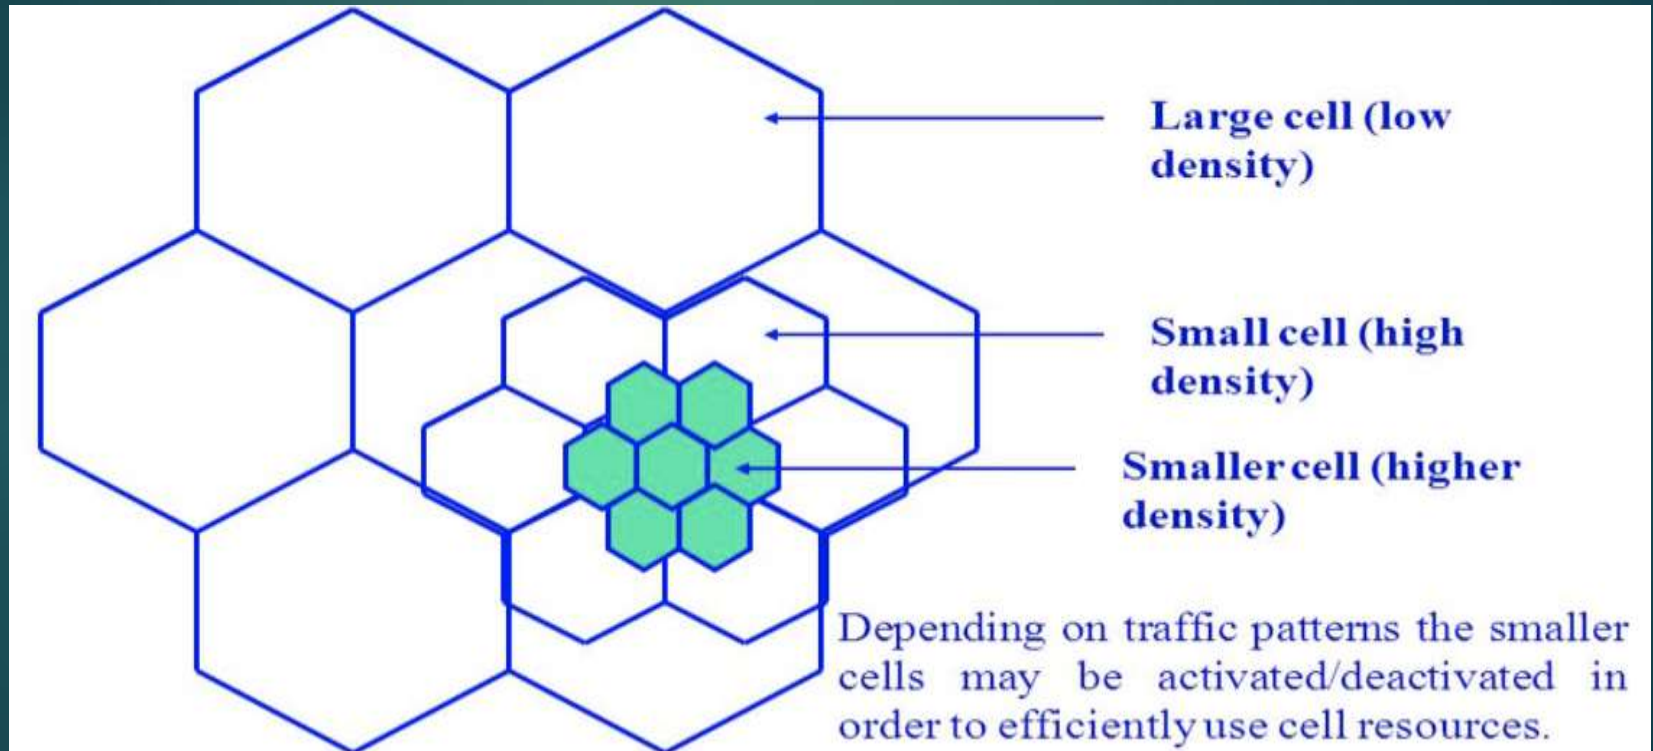 Large cell (low
density)
Small cell (high
density)
Smaller cell (higher
density)
Depending on traffic patterns the smaller
cells may be activated/deactivated in
order to efficiently use cell resources.